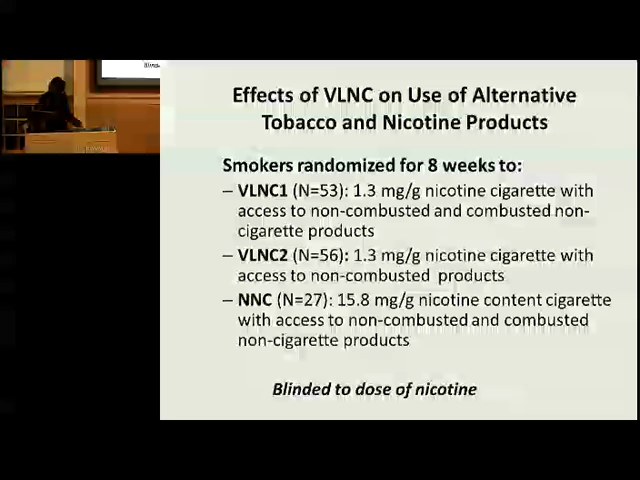 Effects of VLNC on Use of Alternative
Tobacco and Nicotine Products
Smokers randomized for 8 weeks to:
– VLNC1 (N=53): 1.3 mg/g nicotine cigarette with
access to non-combusted and combusted non-
cigarette products
– VLNC2 (N=56): 1.3 mg/g nicotine cigarette with
access to non-combusted products
– NNC (N=27): 15.8 mg/g nicotine content cigarette
with access to non-combusted and combusted
non-cigarette products
Blinded to dose of nicotine